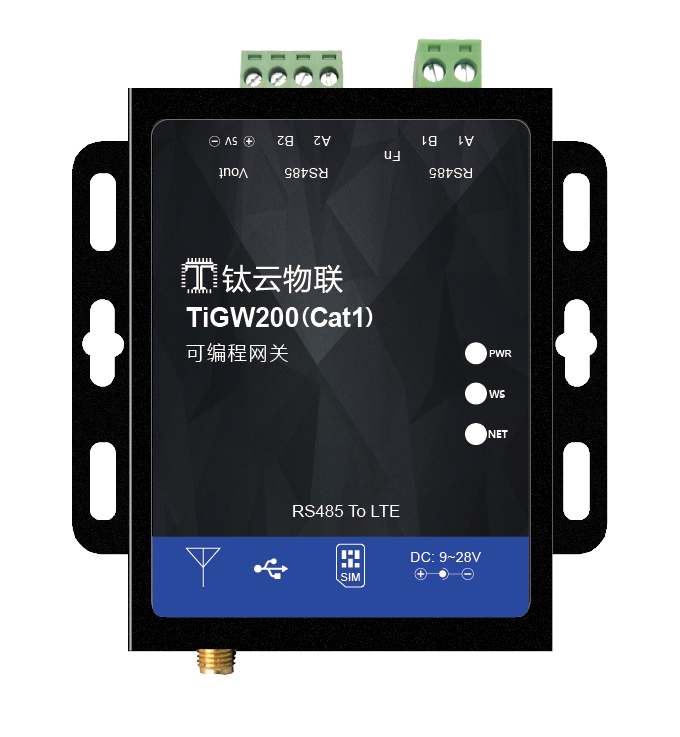 ⊖ 5V ⊕ B2 A2 B1 A1
Fn
Vout RS485 RS485
钛云物联
TiGW200(Cat1)
可编程网关
PWR
WS
NET
RS485 To LTE
SIM
DC: 9~28V